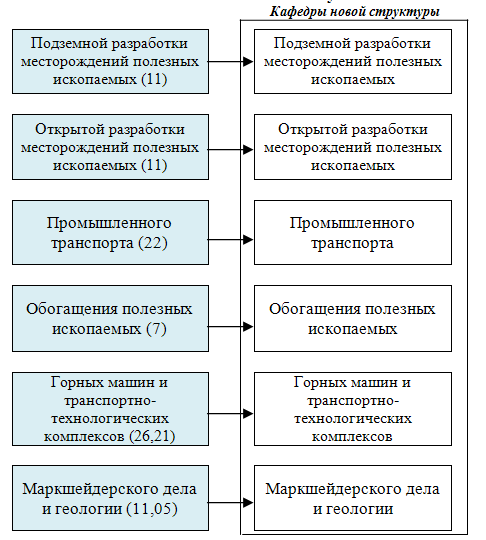 Кафедры новой структуры
Подземной разработки
месторождений полезных
ископаемых (11)
Подземной разработки
месторождений полезных
ископаемых
Открытой разработки
месторождений полезных
ископаемых (11)
Открытой разработки
месторождений полезных
ископаемых
Промышленного
транспорта (22)
Промышленного
транспорта
Обогащения полезных
ископаемых (7)
Обогащения полезных
ископаемых
Горных машин и
транспортно-
технологических
комплексов (26,21)
Горных машин и
транспортно-
технологических
комплексов
Маркшейдерского дела
и геологии (11,05)
Маркшейдерского дела
и геологии